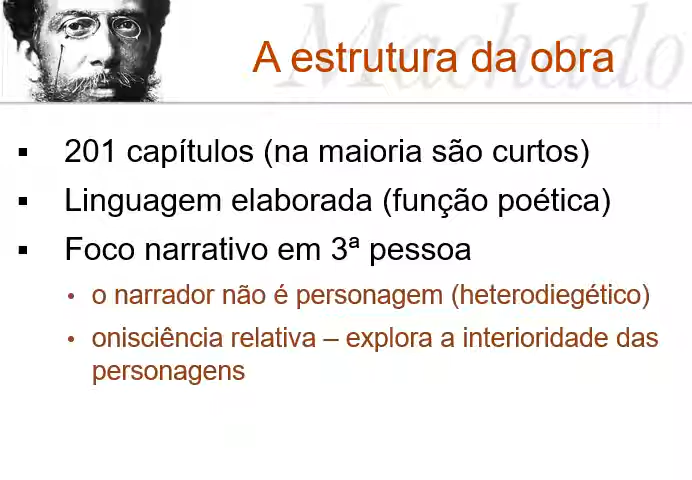 Machado
A estrutura da obra
▪ 201 capítulos (na maioria são curtos)
▪ Linguagem elaborada (função poética)
▪ Foco narrativo em 3ª pessoa
• o narrador não é personagem (heterodiegético)
• onisciência relativa – explora a interioridade das
personagens